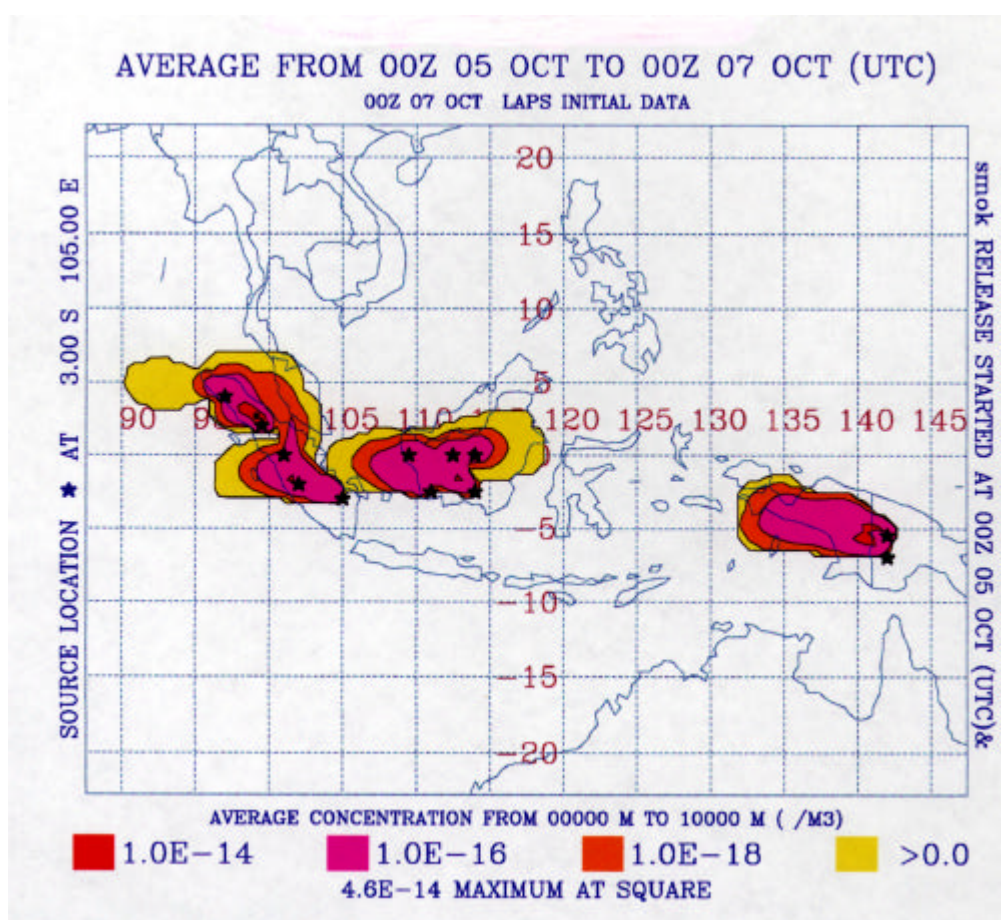 AVERAGE FROM 00Z 05 OCT TO 00Z 07 OCT (UTC)
00Z 07 OCT LAPS INITIAL DATA
SOURCE LOCATION ★ AT 3.00 S 105.00 E
20
15
10
5
90 105 110 120 125 130 135 140 145
0
-5
-10
-15
-20
smok RELEASE STARTED AT 00Z 05 OCT (UTC)&
AVERAGE CONCENTRATION FROM 00000 M TO 10000 M ( /M3)
1.0E-14 1.0E-16 1.0E-18 >0.0
4.6E-14 MAXIMUM AT SQUARE